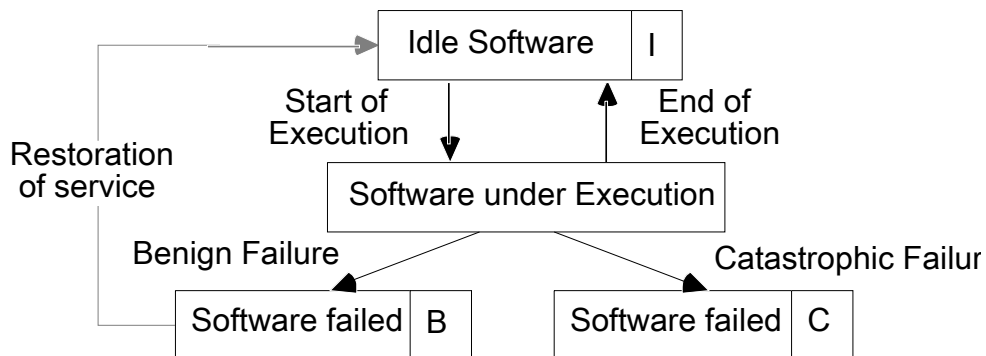 Idle Software I
Start of
Execution
End of
Execution
Restoration
of service
Software under Execution
Benign Failure
Catastrophic Failur
Software failed B
Software failed C